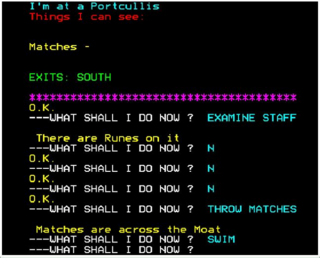 I'm at a Portcullis
Things I can see:
Matches -
EXITS: SOUTH
****************************************
O.K.
---WHAT SHALL I DO NOW ? EXAMINE STAFF
There are Runes on it
---WHAT SHALL I DO NOW ? N
O.K.
---WHAT SHALL I DO NOW ? N
O.K.
---WHAT SHALL I DO NOW ? N
O.K.
---WHAT SHALL I DO NOW ? THROW MATCHES
Matches are across the Moat
---WHAT SHALL I DO NOW ? SWIM
---WHAT SHALL I DO NOW ?